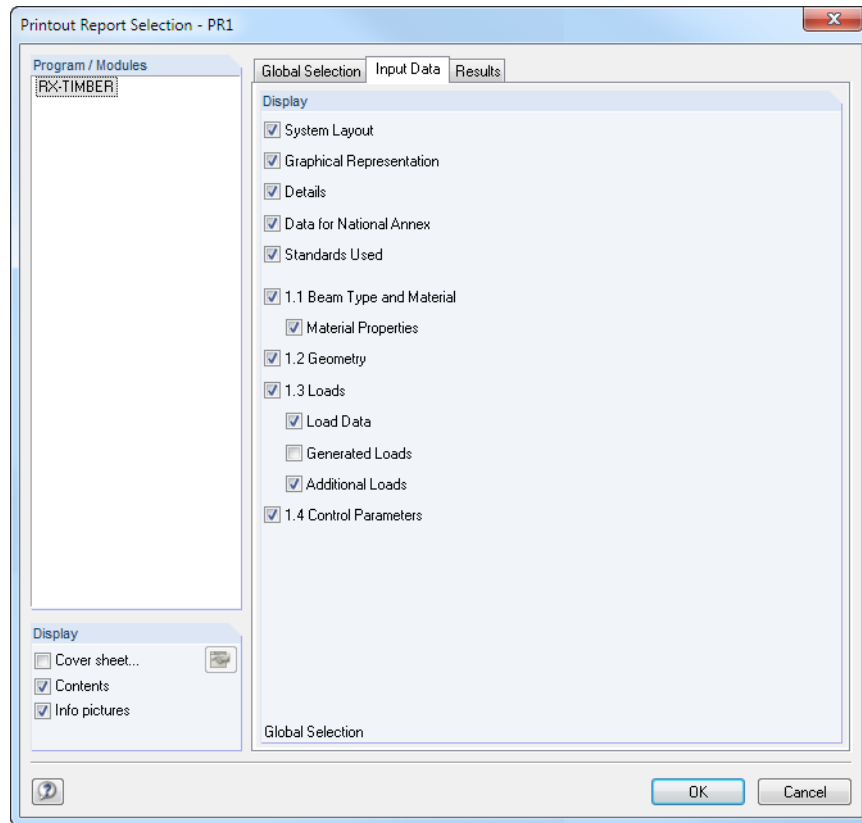 Printout Report Selection - PR1
Program / Modules
RX-TIMBER
Global Selection
Input Data
Results
Display
System Layout
Graphical Representation
Details
Data for National Annex
Standards Used
1.1 Beam Type and Material
Material Properties
1.2 Geometry
1.3 Loads
Load Data
Generated Loads
Additional Loads
1.4 Control Parameters
Display
Cover sheet...
Contents
Info pictures
Global Selection
OK
Cancel